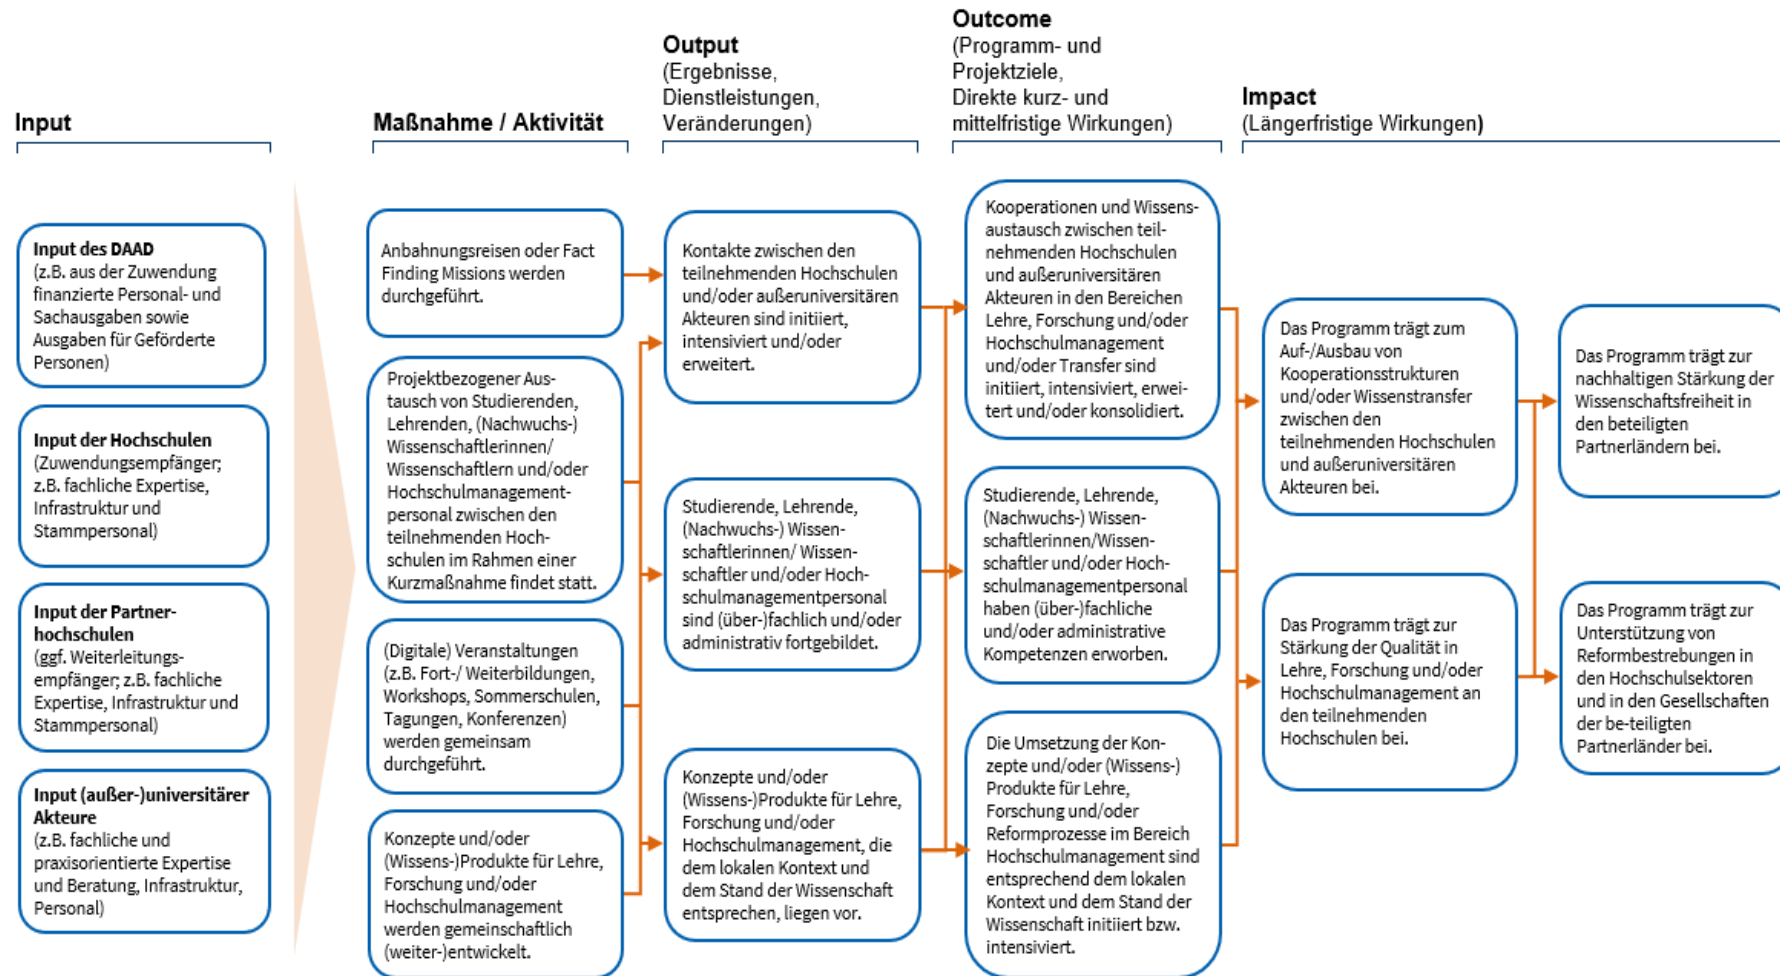 Input
Input des DAAD
(z.B. aus der Zuwendung
finanzierte Personal- und
Sachausgaben sowie
Ausgaben für Geförderte
Personen)
Input der Hochschulen
(Zuwendungsempfänger;
z.B. fachliche Expertise,
Infrastruktur und
Stammpersonal)
Input der Partner-
hochschulen
(ggf. Weiterleitungs-
empfänger; z.B. fachliche
Expertise, Infrastruktur und
Stammpersonal)
Input (außer-)universitärer
Akteure
(z.B. fachliche und
praxisorientierte Expertise
und Beratung, Infrastruktur,
Personal)
Maßnahme / Aktivität
Anbahnungsreisen oder Fact
Finding Missions werden
durchgeführt.
Projektbezogener Aus-
tausch von Studierenden,
Lehrenden, (Nachwuchs-)
Wissenschaftlerinnen/
Wissenschaftlern und/oder
Hochschulmanagement-
personal zwischen den
teilnehmenden Hoch-
schulen im Rahmen einer
Kurzmaßnahme findet statt.
(Digitale) Veranstaltungen
(z.B. Fort-/ Weiterbildungen,
Workshops, Sommerschulen,
Tagungen, Konferenzen)
werden gemeinsam
durchgeführt.
Konzepte und/oder
(Wissens-)Produkte für Lehre,
Forschung und/oder
Hochschulmanagement
werden gemeinschaftlich
(weiter-)entwickelt.
Output
(Ergebnisse,
Dienstleistungen,
Veränderungen)
Kontakte zwischen den
teilnehmenden Hochschulen
und/oder außeruniversitären
Akteuren sind initiiert,
intensiviert und/oder
erweitert.
Studierende, Lehrende,
(Nachwuchs-) Wissen-
schaftlerinnen/ Wissen-
schaftler und/oder Hoch-
schulmanagementpersonal
sind (über-)fachlich und/oder
administrativ fortgebildet.
Konzepte und/oder
(Wissens-)Produkte für Lehre,
Forschung und/oder
Hochschulmanagement, die
dem lokalen Kontext und
dem Stand der Wissenschaft
entsprechen, liegen vor.
Outcome
(Programm- und
Projektziele,
Direkte kurz- und
mittelfristige Wirkungen)
Kooperationen und Wissens-
austausch zwischen teil-
nehmenden Hochschulen
und außeruniversitären
Akteuren in den Bereichen
Lehre, Forschung und/oder
Hochschulmanagement
und/oder Transfer sind
initiiert, intensiviert, erwei-
tert und/oder konsolidiert.
Studierende, Lehrende,
(Nachwuchs-) Wissen-
schaftlerinnen/Wissen-
schaftler und/oder Hoch-
schulmanagementpersonal
haben (über-)fachliche
und/oder administrative
Kompetenzen erworben.
Die Umsetzung der Kon-
zepte und/oder (Wissens-)
Produkte für Lehre,
Forschung und/oder
Reformprozesse im Bereich
Hochschulmanagement sind
entsprechend dem lokalen
Kontext und dem Stand der
Wissenschaft initiiert bzw.
intensiviert.
Impact
(Längerfristige Wirkungen)
Das Programm trägt zum
Auf-/Ausbau von
Kooperationsstrukturen
und/oder Wissenstransfer
zwischen den
teilnehmenden Hochschulen
und außeruniversitären
Akteuren bei.
Das Programm trägt zur
Stärkung der Qualität in
Lehre, Forschung und/oder
Hochschulmanagement an
den teilnehmenden
Hochschulen bei.
Das Programm trägt zur
nachhaltigen Stärkung der
Wissenschaftsfreiheit in
den beteiligten
Partnerländern bei.
Das Programm trägt zur
Unterstützung von
Reformbestrebungen in
den Hochschulsektoren
und in den Gesellschaften
der be-teiligten
Partnerländer bei.